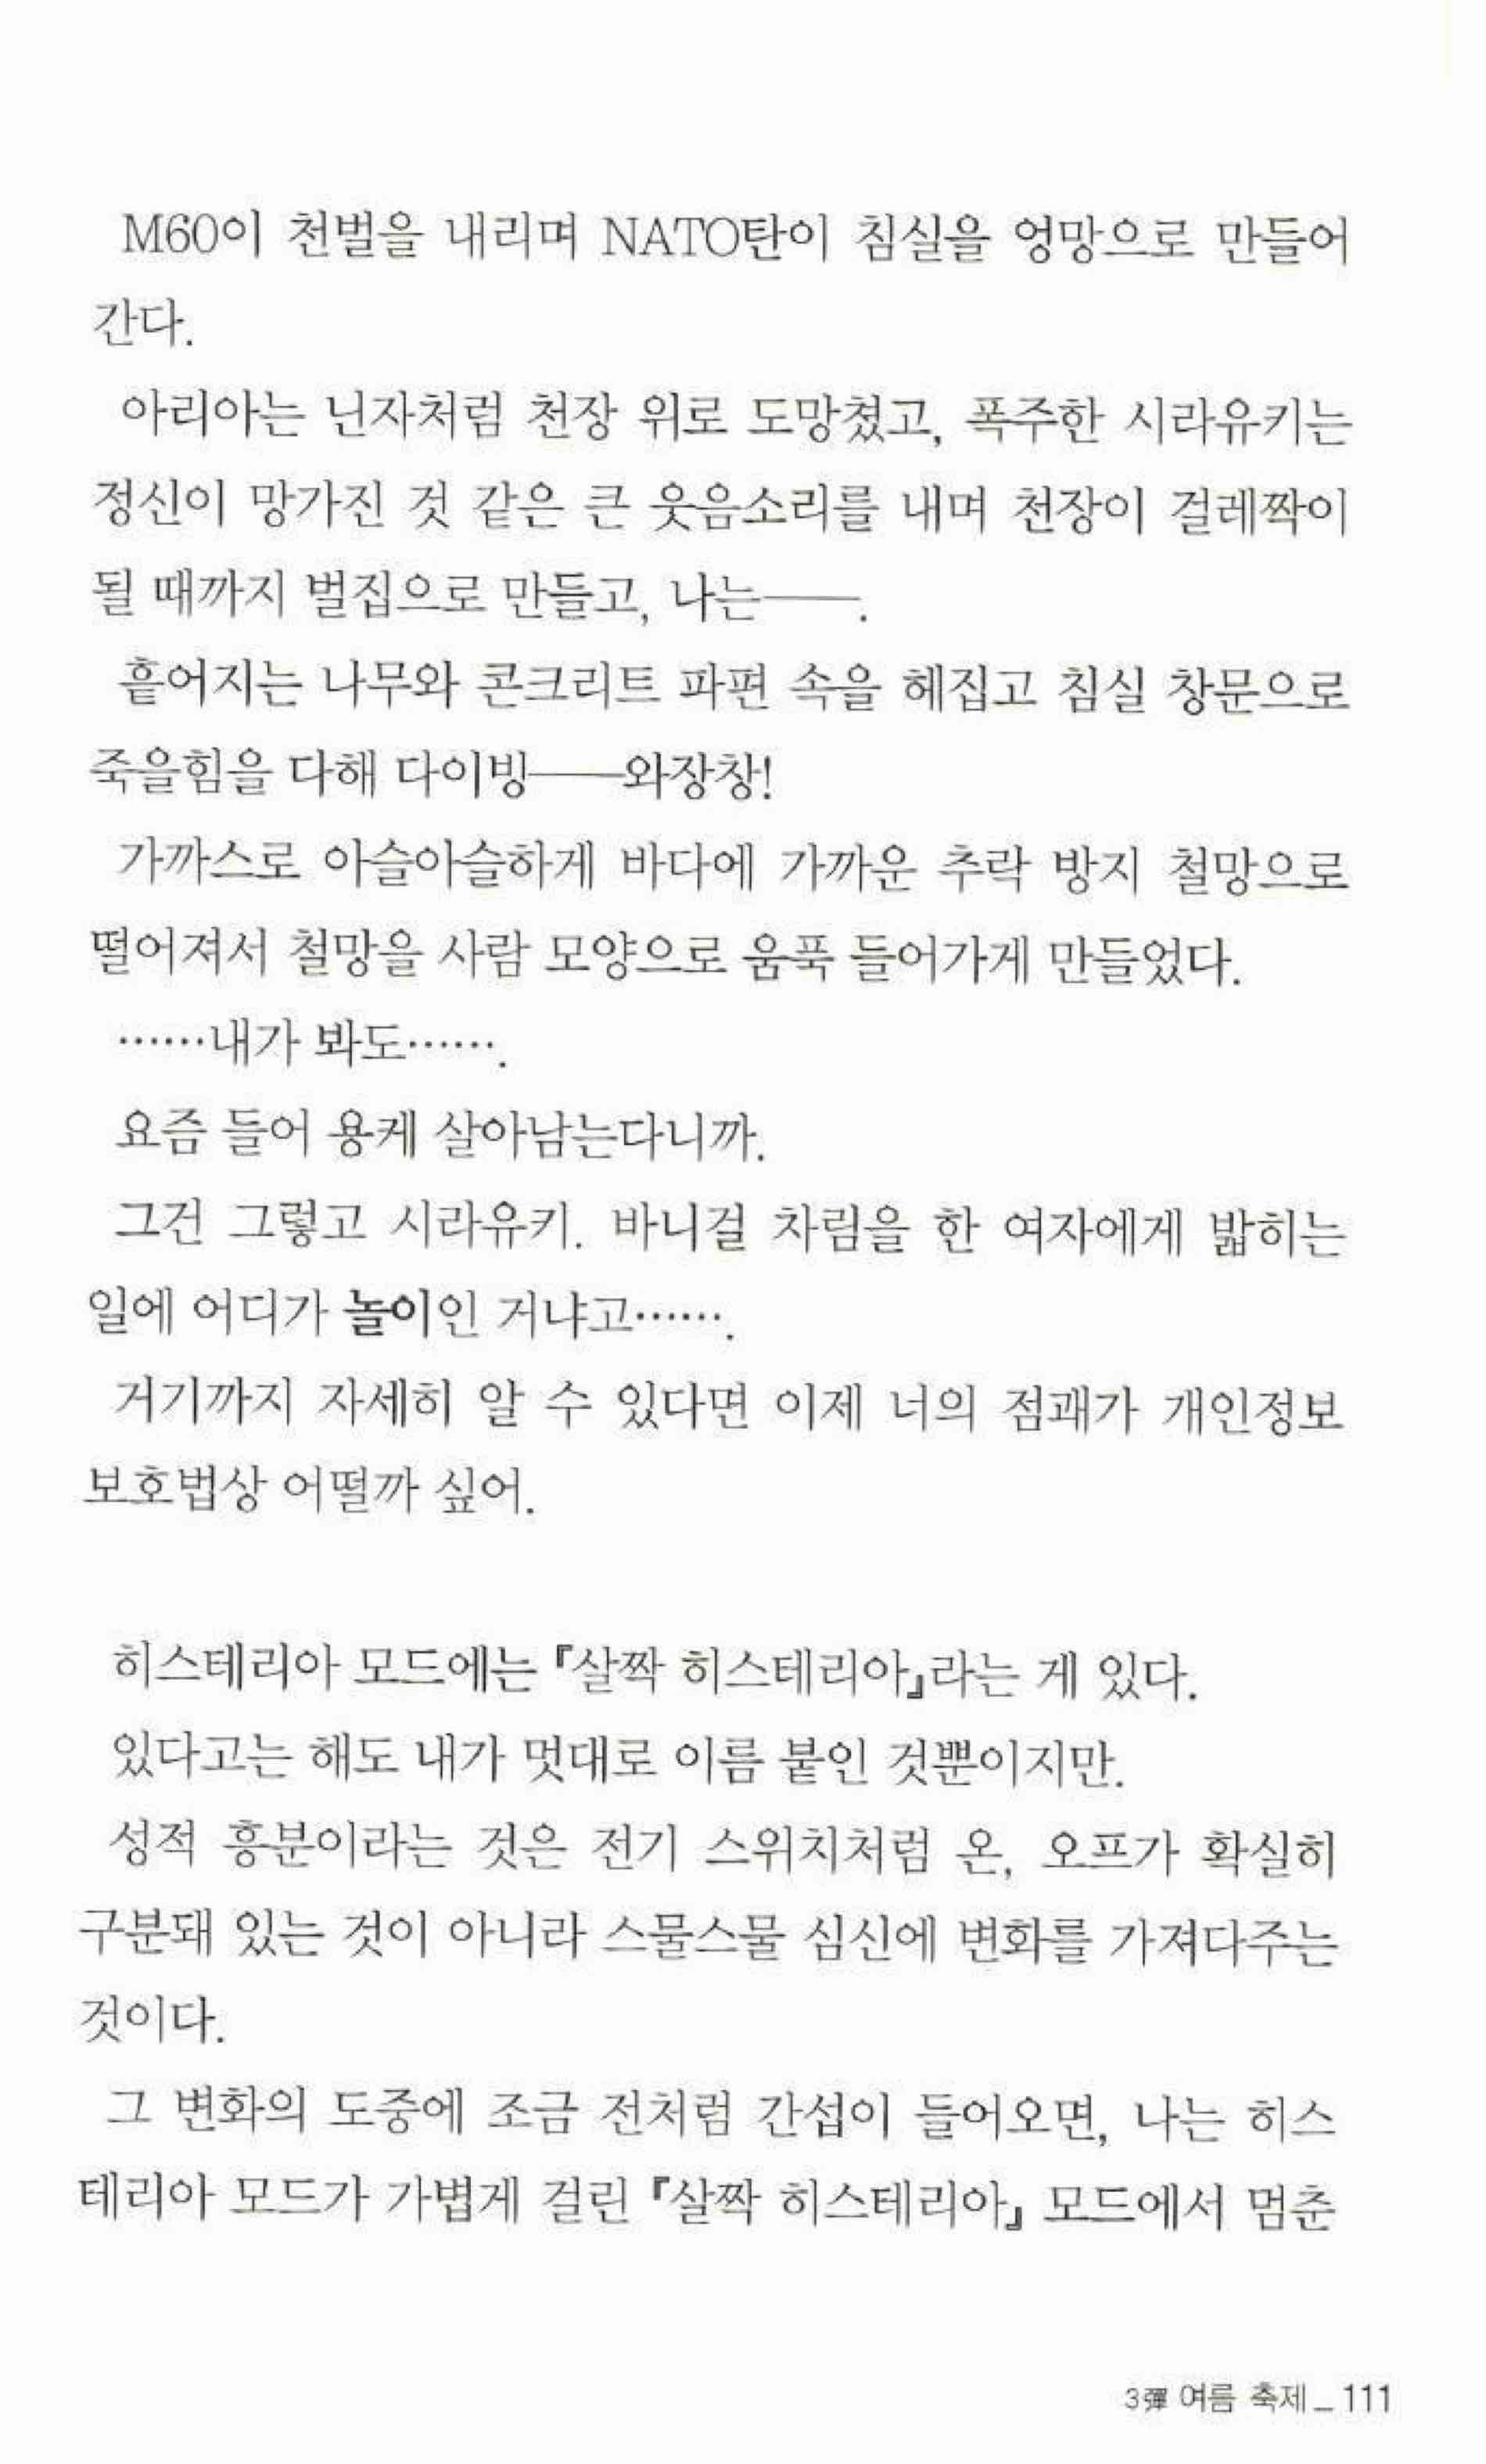 M60이 천벌을 내리며 NATO탄이 침실을 엉망으로 만들어
간다.
아리아는 닌자처럼 천장 위로 도망쳤고, 폭주한 시라유키는
정신이 망가진 것 같은 큰 웃음소리를 내며 천장이 걸레짝이
될 때까지 벌집으로 만들고, 나는──.
흩어지는 나무와 콘크리트 파편 속을 헤집고 침실 창문으로
죽을힘을 다해 다이빙──와장창!
가까스로 아슬아슬하게 바다에 가까운 추락 방지 철망으로
떨어져서 철망을 사람 모양으로 움푹 들어가게 만들었다.
……내가 봐도…….
요즘 들어 용케 살아남는다니까.
그건 그렇고 시라유키. 바니걸 차림을 한 여자에게 밟히는
일에 어디가 놀이인 거냐고…….
거기까지 자세히 알 수 있다면 이제 너의 점괘가 개인정보
보호법상 어떨까 싶어.
히스테리아 모드에는 『살짝 히스테리아』라는 게 있다.
있다고는 해도 내가 멋대로 이름 붙인 것뿐이지만.
성적 흥분이라는 것은 전기 스위치처럼 온, 오프가 확실히
구분돼 있는 것이 아니라 스물스물 심신에 변화를 가져다주는
것이다.
그 변화의 도중에 조금 전처럼 간섭이 들어오면, 나는 히스
테리아 모드가 가볍게 걸린 『살짝 히스테리아』 모드에서 멈춘
3彈 여름 축제_111